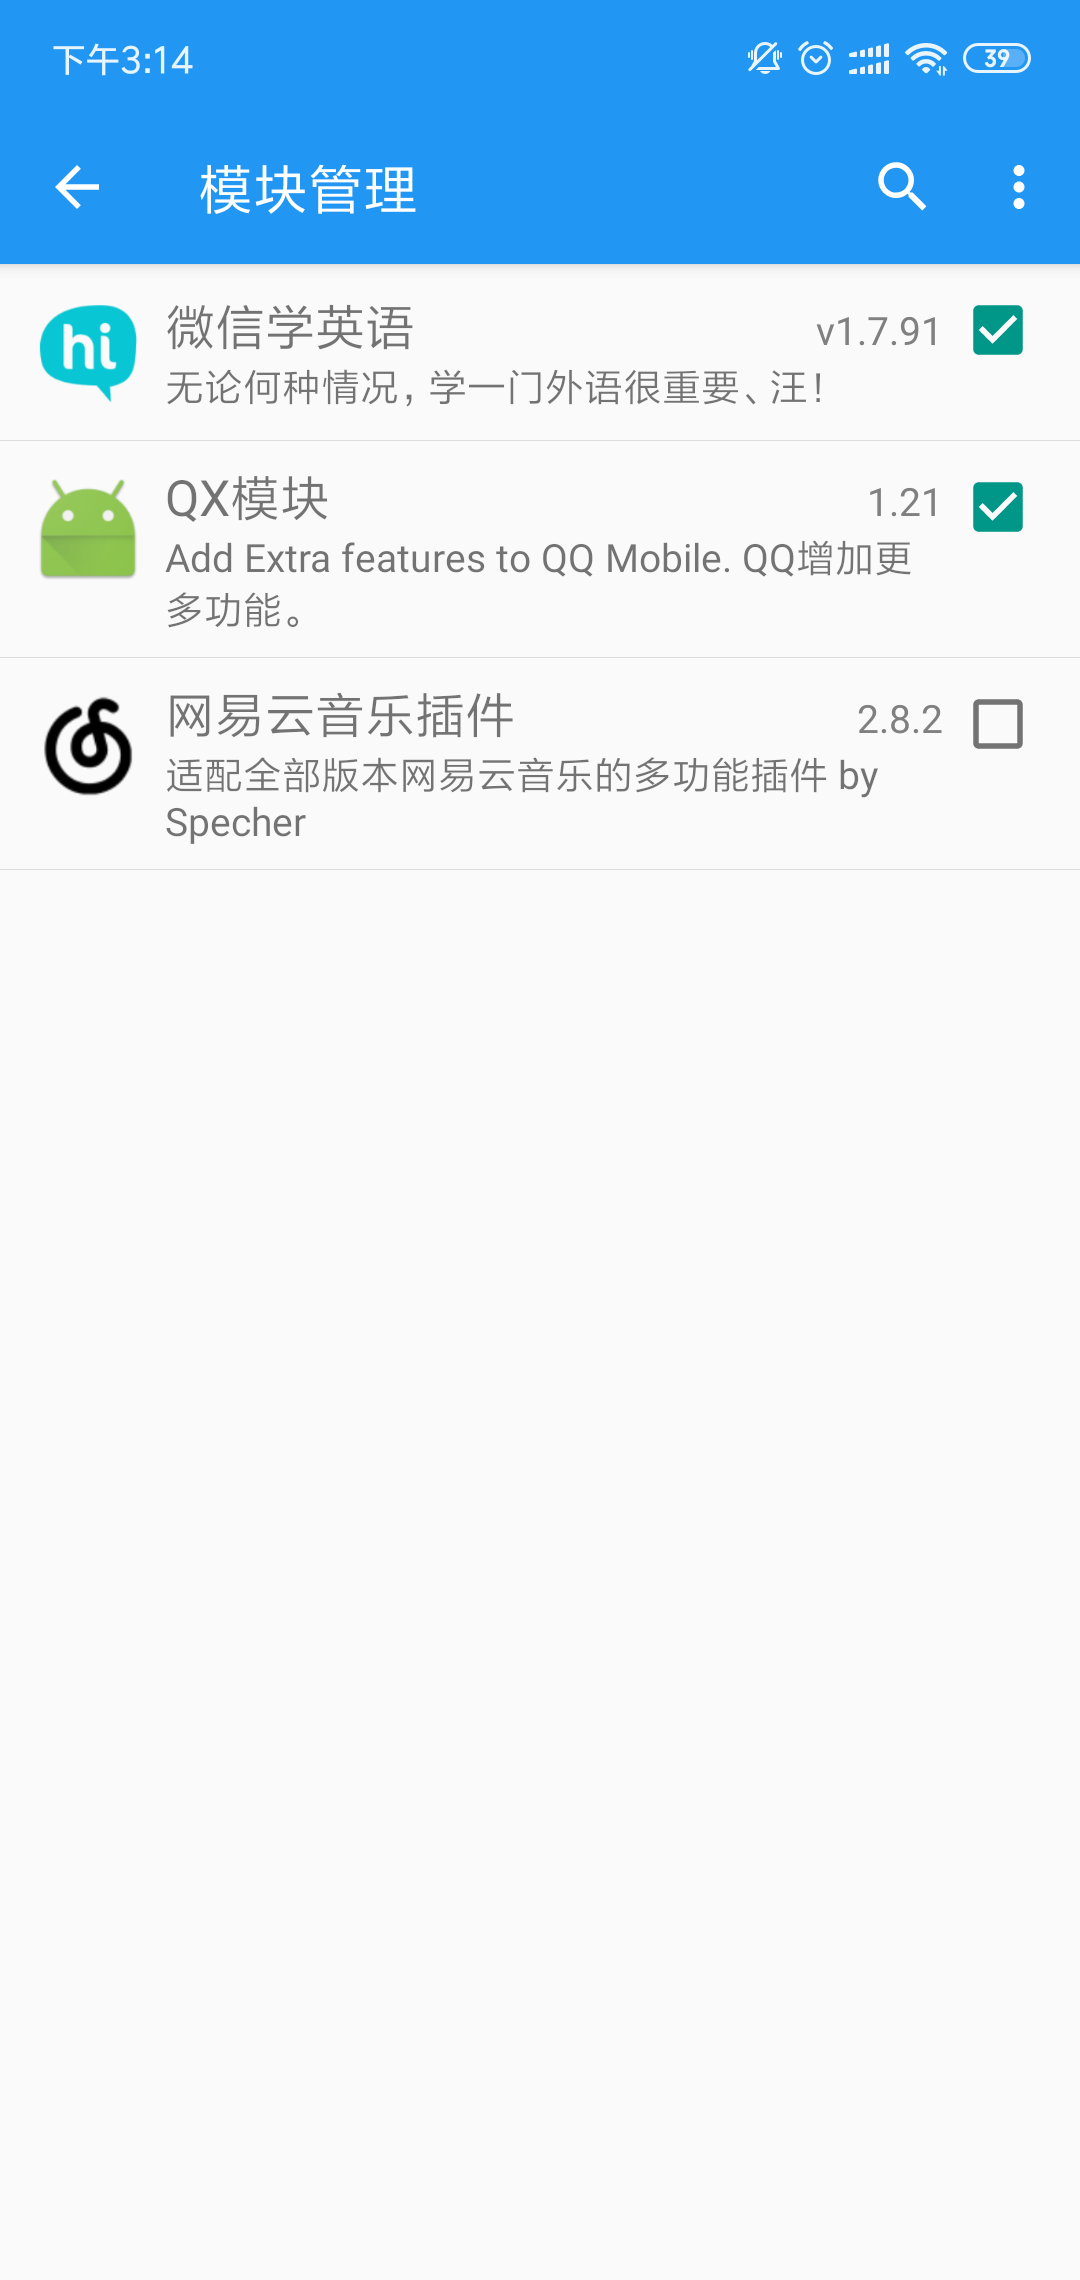 下午3:14
39
模块管理
hi
微信学英语
v1.7.91
无论何种情况，学一门外语很重要、汪！
QX模块
1.21
Add Extra features to QQ Mobile. QQ增加更
多功能。
网易云音乐插件
2.8.2
适配全部版本网易云音乐的多功能插件 by
Specher